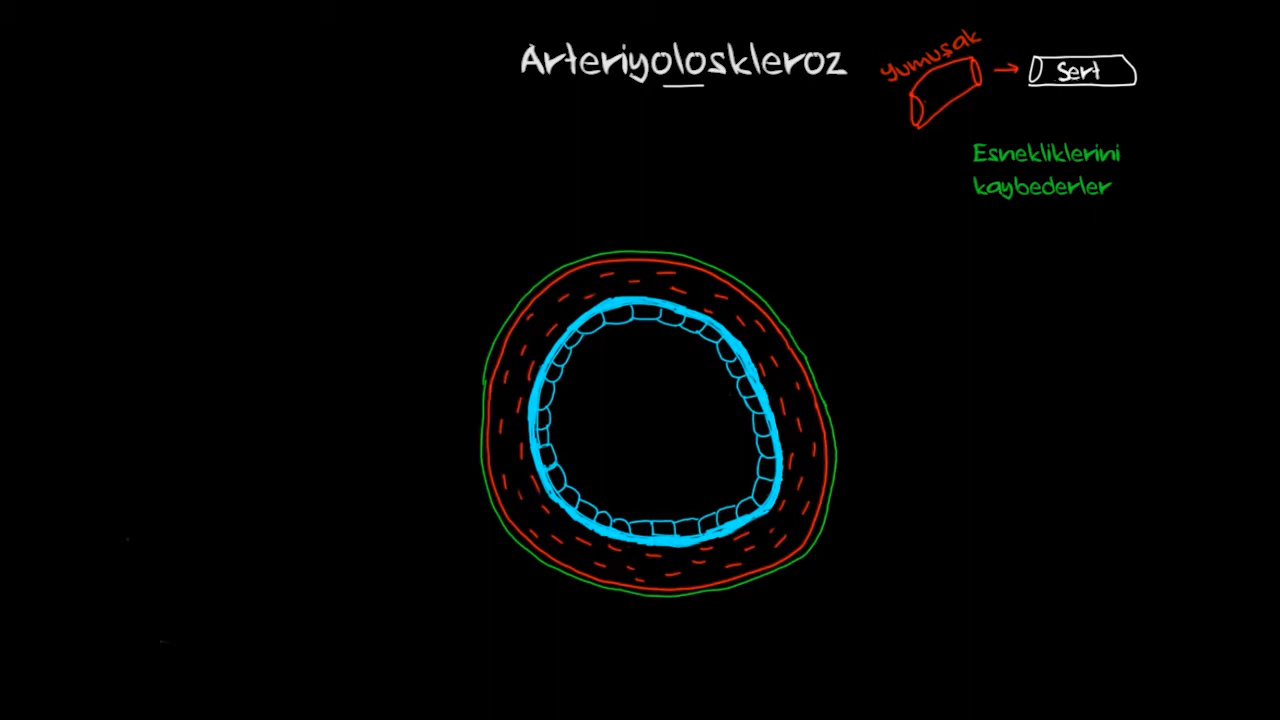 Arteriyoloskleroz
yumuşak
Sert
Esnekliklerini
kaybederler